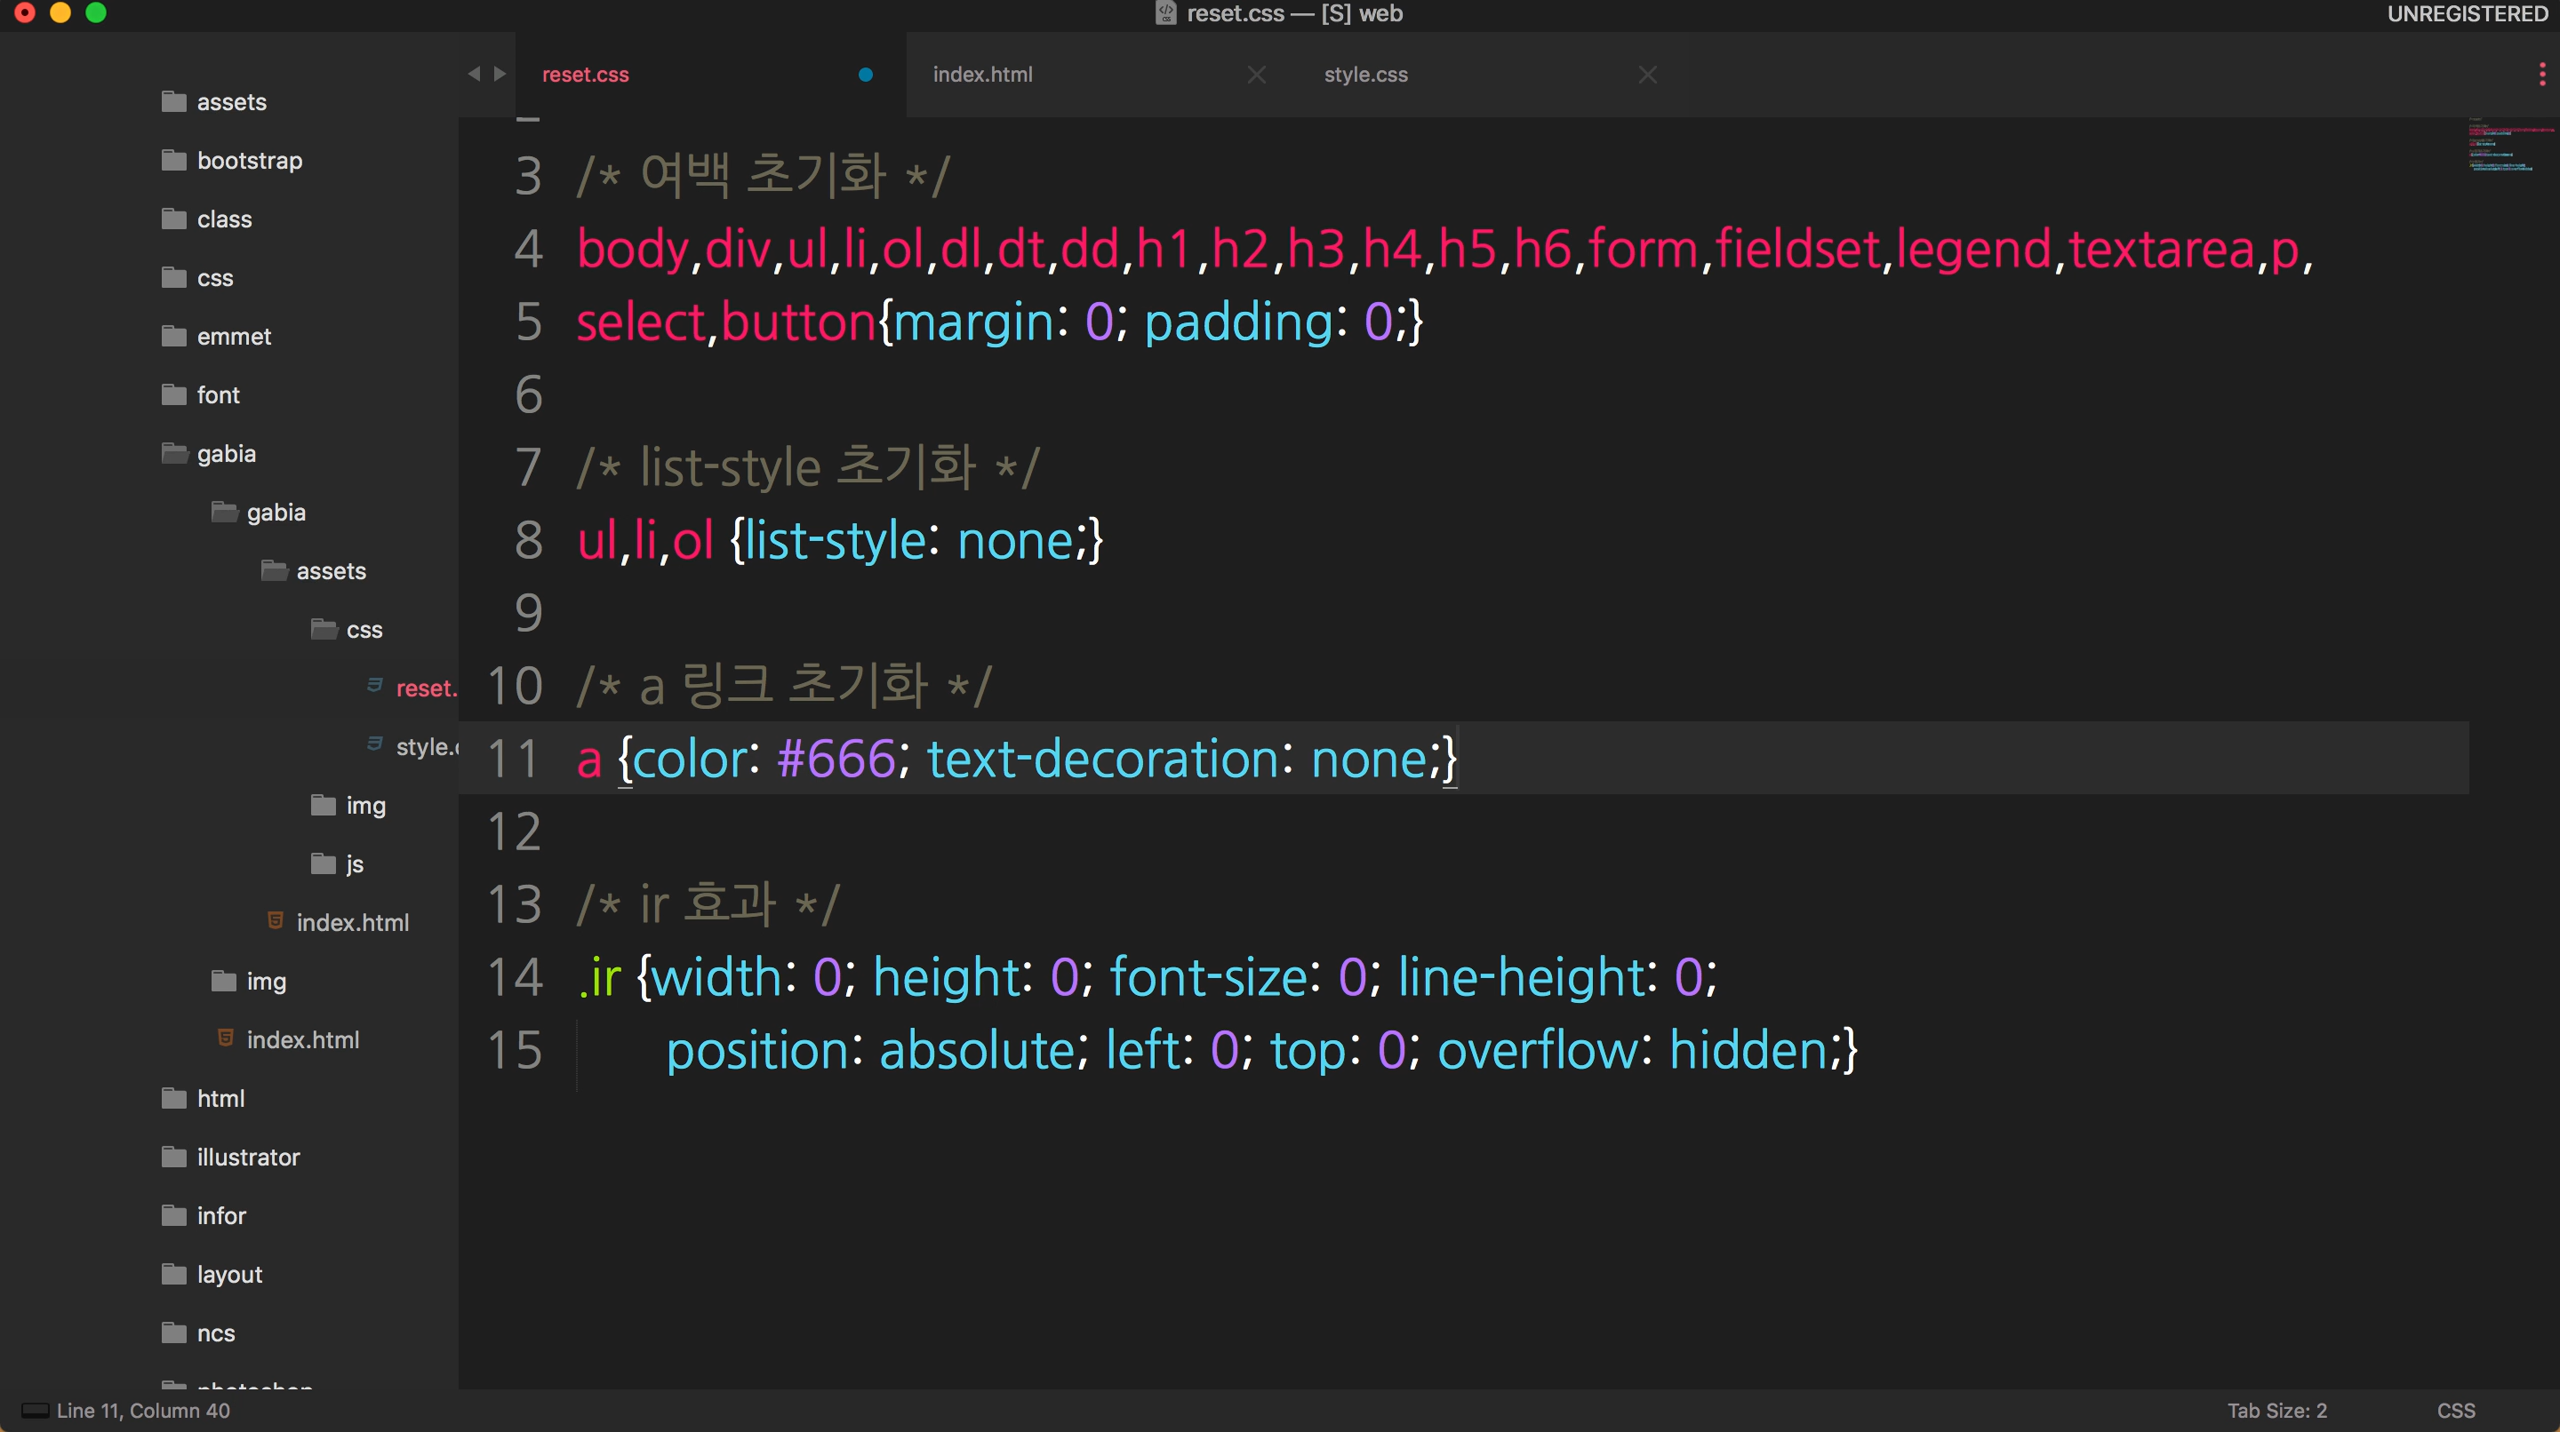 reset.css — [S] web
UNREGISTERED
reset.css
index.html
style.css
assets
bootstrap
class
css
emmet
font
gabia
gabia
assets
css
reset.
style.
img
js
index.html
img
index.html
html
illustrator
infor
layout
ncs
3 /* 여백 초기화 */
4 body,div,ul,li,ol,dl,dt,dd,h1,h2,h3,h4,h5,h6,form,fieldset,legend,textarea,p,
5 select,button{margin: 0; padding: 0;}
6
7 /* list-style 초기화 */
8 ul,li,ol {list-style: none;}
9
10 /* a 링크 초기화 */
11 a {color: #666; text-decoration: none;}
12
13 /* ir 효과 */
14 .ir {width: 0; height: 0; font-size: 0; line-height: 0;
15 position: absolute; left: 0; top: 0; overflow: hidden;}
Line 11, Column 40
Tab Size: 2
CSS